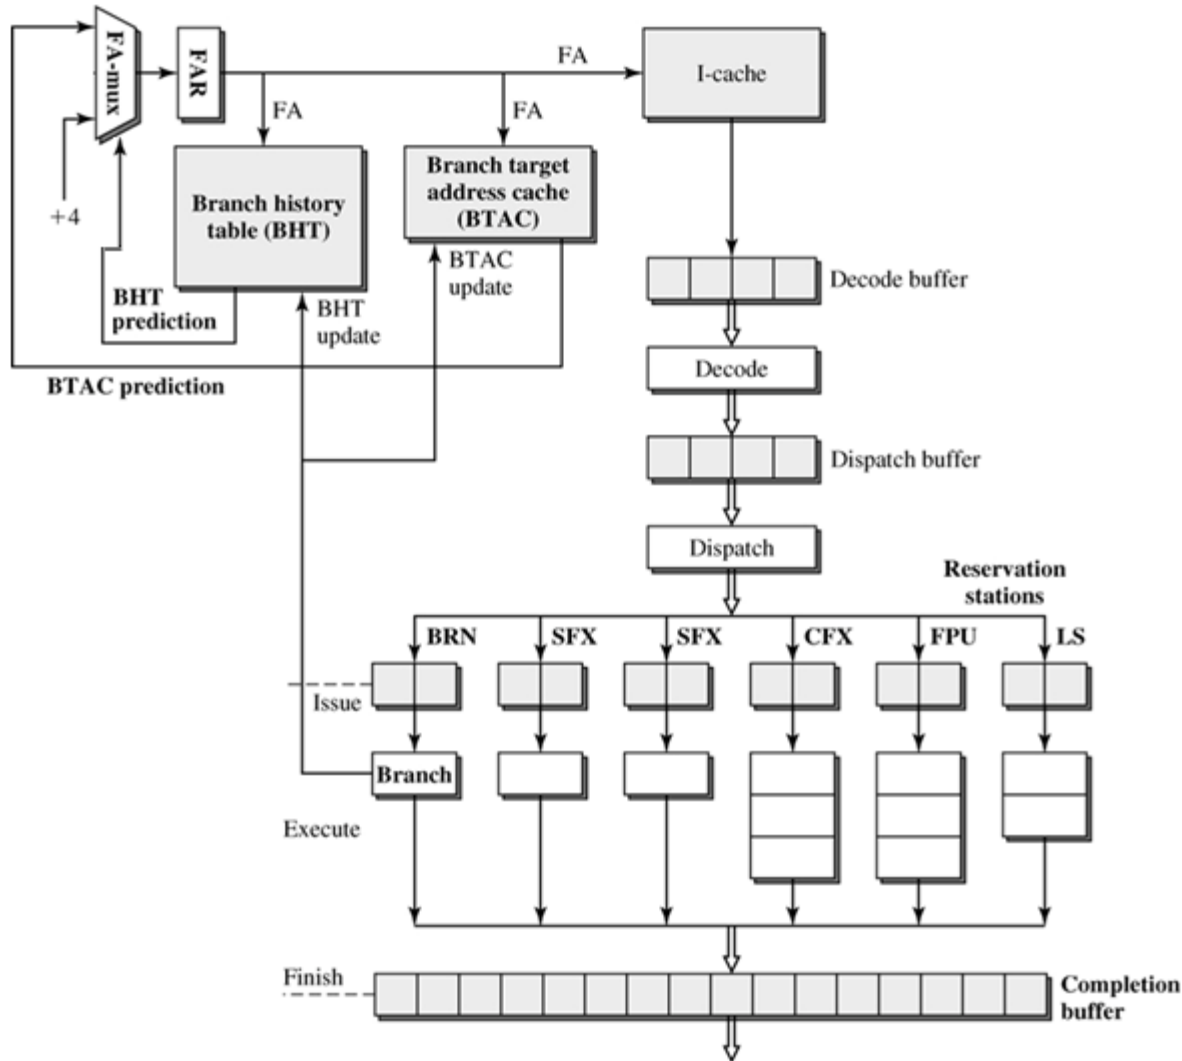 FA-mux
FAR
FA
I-cache
FA
FA
+4
Branch history
table (BHT)
Branch target
address cache
(BTAC)
BHT
prediction
BHT
update
BTAC
update
BTAC prediction
Decode buffer
Decode
Dispatch buffer
Dispatch
Reservation
stations
BRN
SFX
SFX
CFX
FPU
LS
Issue
Branch
Execute
Finish
Completion
buffer